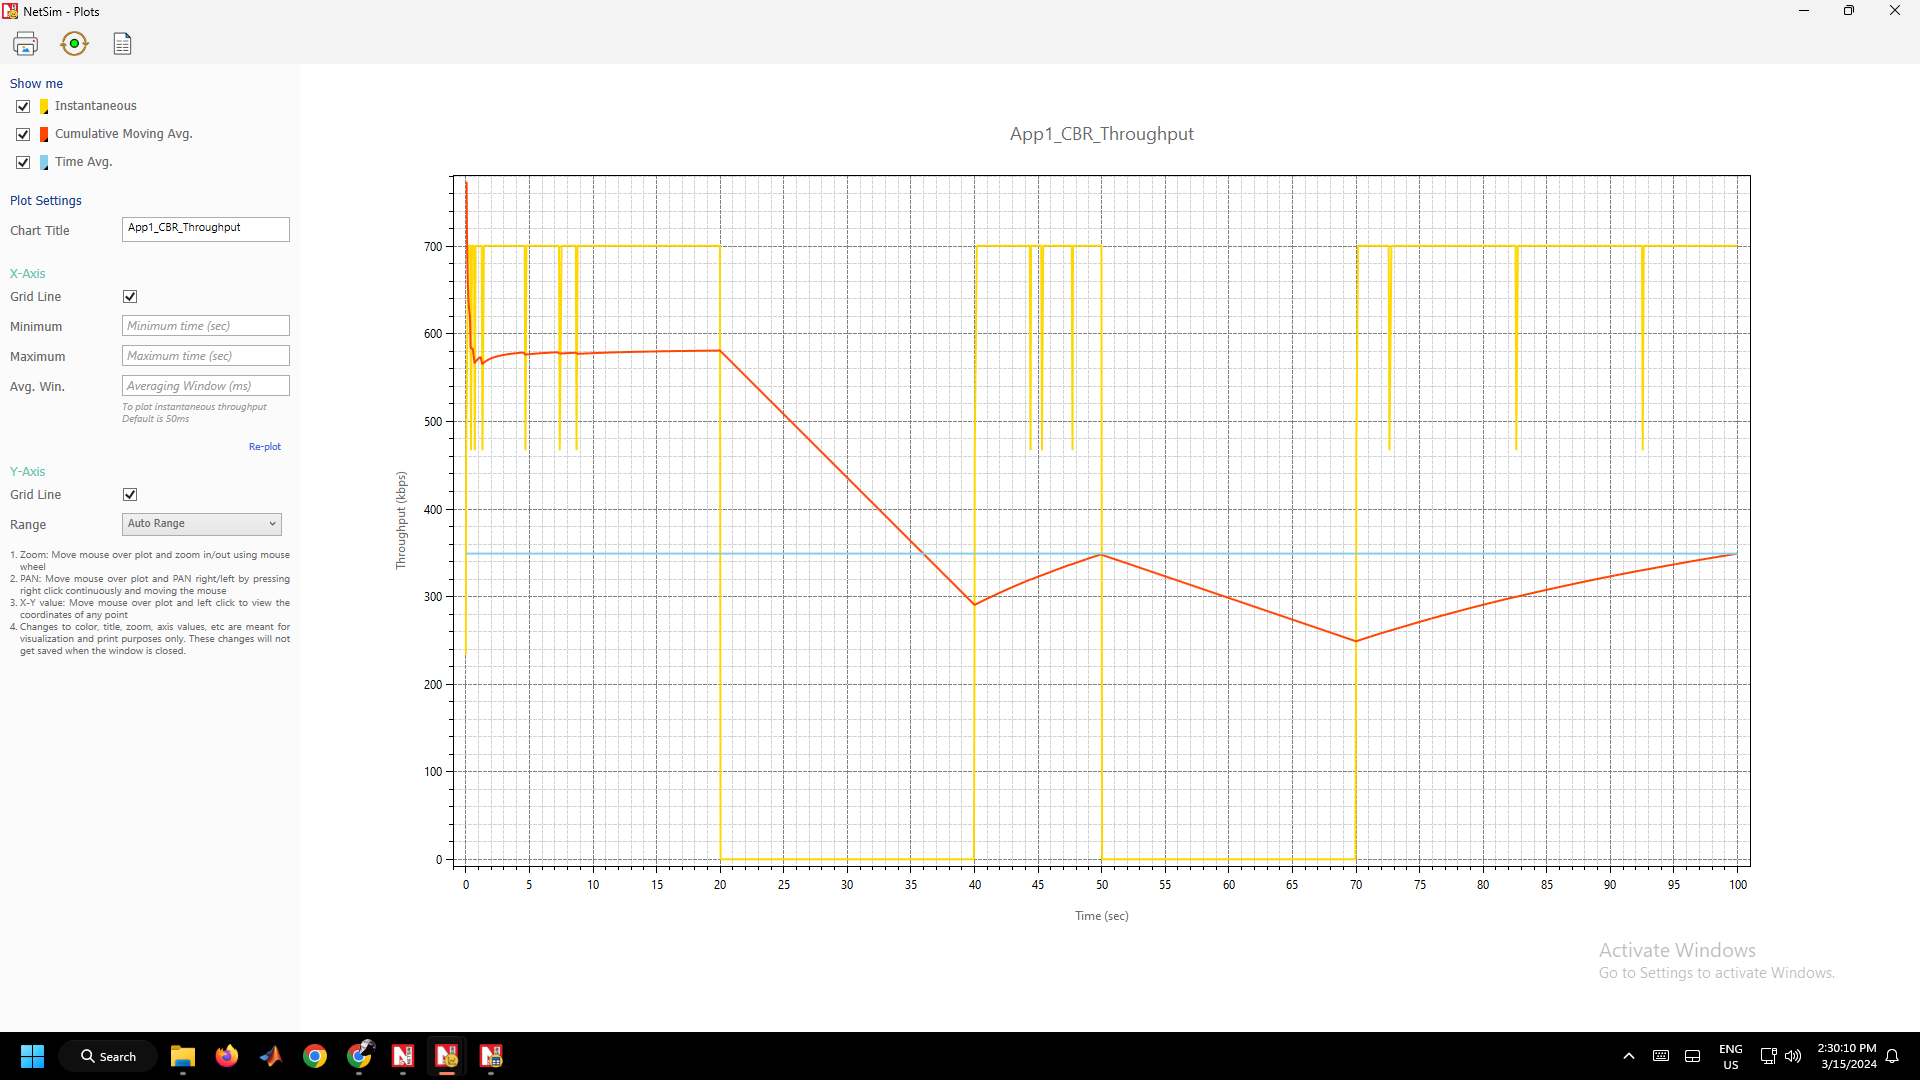 NetSim - Plots
Show me
Instantaneous
Cumulative Moving Avg.
Time Avg.
Plot Settings
Chart Title
App1_CBR_Throughput
X-Axis
Grid Line
Minimum
Minimum time (sec)
Maximum
Maximum time (sec)
Avg. Win.
Averaging Window (ms)
To plot instantaneous throughput
Default is 50ms
Re-plot
Y-Axis
Grid Line
Range
Auto Range
1. Zoom: Move mouse over plot and zoom in/out using mouse
wheel
2. PAN: Move mouse over plot and PAN right/left by pressing
right click continuously and moving the mouse
3. X-Y value: Move mouse over plot and left click to view the
coordinates of any point
4. Changes to color, title, zoom, axis values, etc are meant for
visualization and print purposes only. These changes will not
get saved when the window is closed.
App1_CBR_Throughput
Throughput (kbps)
700
600
500
400
300
200
100
0
0 5 10 15 20 25 30 35 40 45 50 55 60 65 70 75 80 85 90 95 100
Time (sec)
Activate Windows
Go to Settings to activate Windows.
Search
ENG
US
2:30:10 PM
3/15/2024